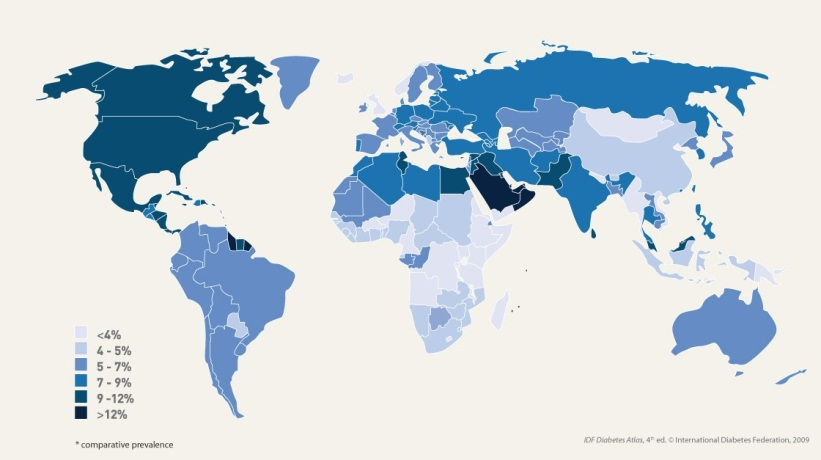 <4%
4 - 5%
5 - 7%
7 - 9%
9 -12%
>12%
* comparative prevalence
IDF Diabetes Atlas, 4th ed. © International Diabetes Federation, 2009